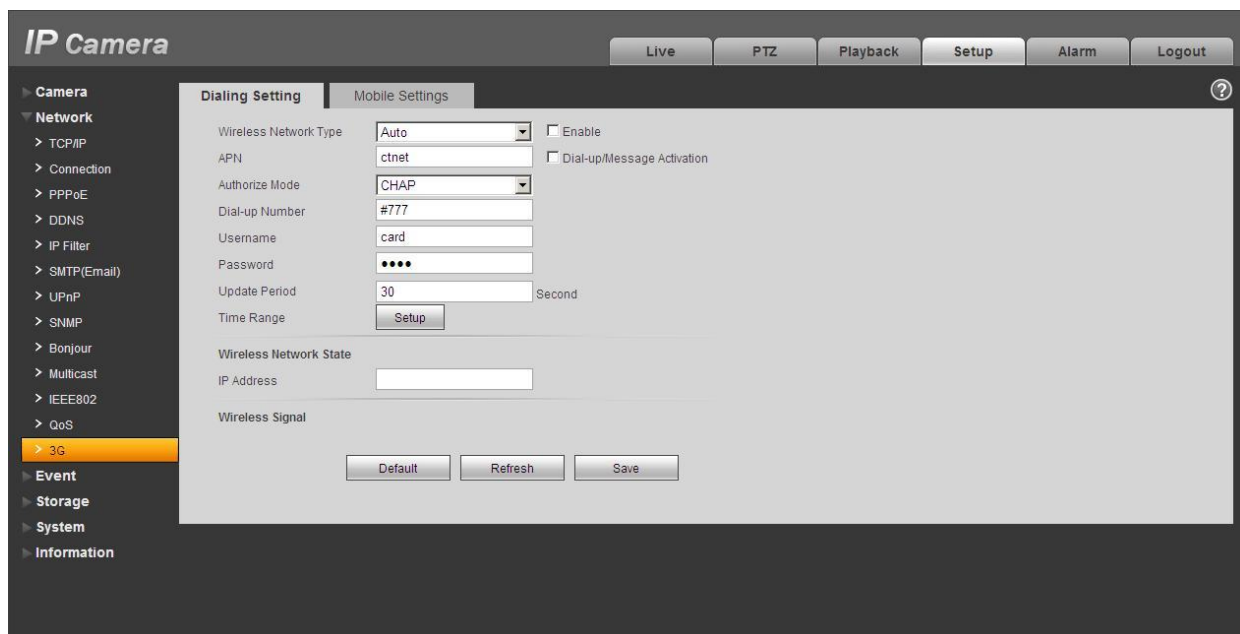 IP Camera
Live
PTZ
Playback
Setup
Alarm
Logout
Camera
Network
> TCP/IP
> Connection
> PPPoE
> DDNS
> IP Filter
> SMTP(Email)
> UPnP
> SNMP
> Bonjour
> Multicast
> IEEE802
> QoS
> 3G
Event
Storage
System
Information
Dialing Setting
Mobile Settings
?
Wireless Network Type Auto Enable
APN ctnet Dial-up/Message Activation
Authorize Mode CHAP
Dial-up Number #777
Username card
Password ••••
Update Period 30 Second
Time Range Setup
Wireless Network State
IP Address
Wireless Signal
Default Refresh Save